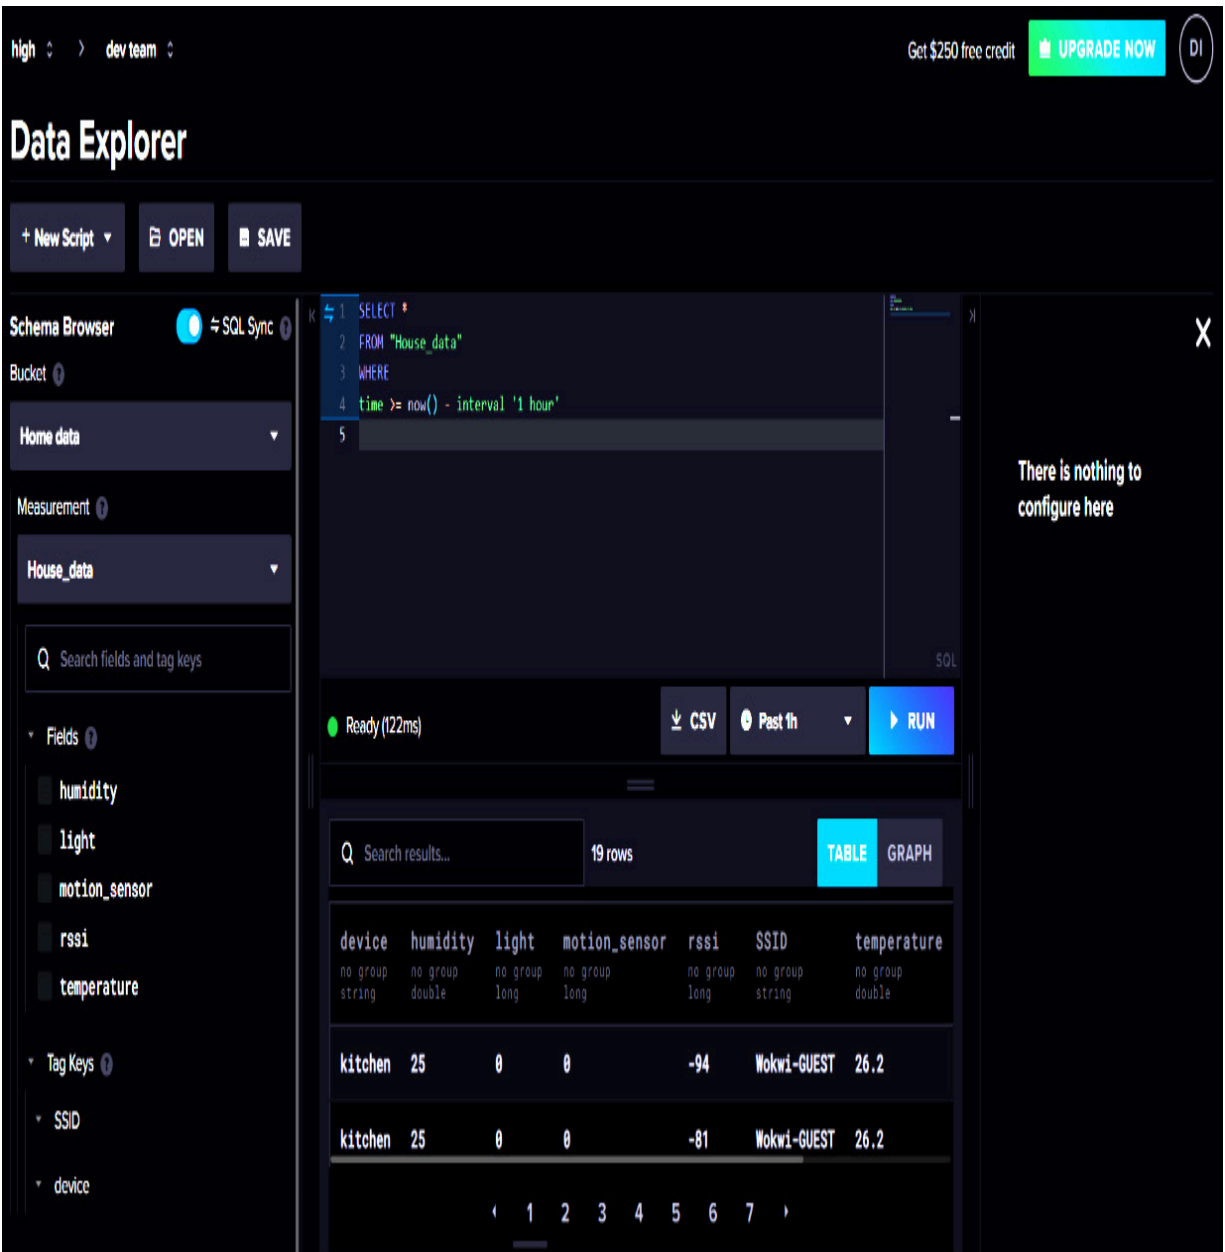 high > dev team Get $250 free credit UPGRADE NOW DI
Data Explorer
+ New Script OPEN SAVE
Schema Browser SQL Sync ?
Bucket ?
Home data
Measurement ?
House_data
Search fields and tag keys
Fields ?
humidity
light
motion_sensor
rssi
temperature
Tag Keys ?
SSID
device
1 SELECT *
2 FROM "House_data"
3 WHERE
4 time >= now() - interval '1 hour'
5
SQL
Ready (122ms) CSV Past 1h RUN
Search results... 19 rows TABLE GRAPH
device humidity light motion_sensor rssi SSID temperature
no group no group no group no group no group no group no group
string double long long long string double
kitchen 25 0 0 -94 Wokwi-GUEST 26.2
kitchen 25 0 0 -81 Wokwi-GUEST 26.2
1 2 3 4 5 6 7
X
There is nothing to
configure here